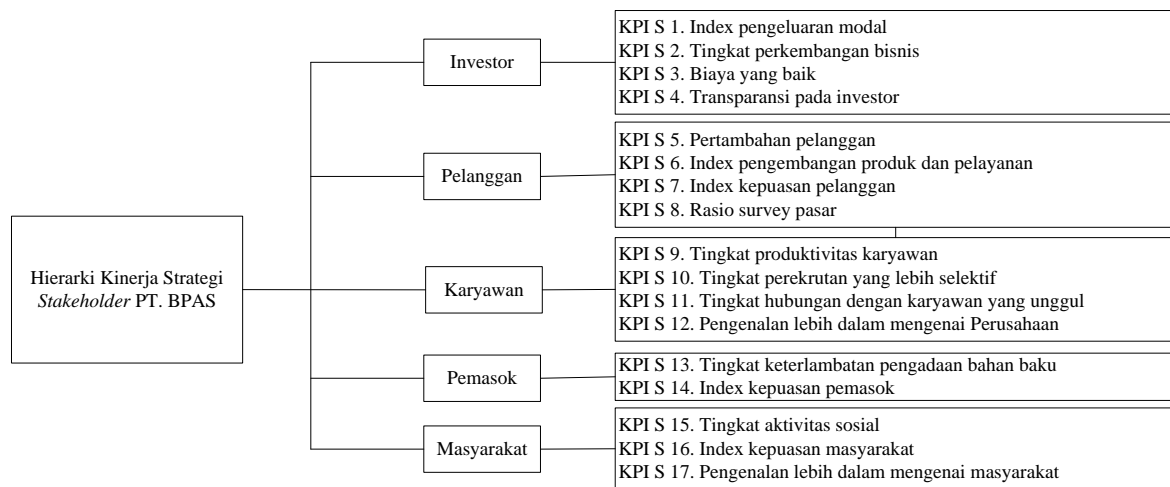 Hierarki Kinerja Strategi
Stakeholder PT. BPAS
Investor
KPI S 1. Index pengeluaran modal
KPI S 2. Tingkat perkembangan bisnis
KPI S 3. Biaya yang baik
KPI S 4. Transparansi pada investor
Pelanggan
KPI S 5. Pertambahan pelanggan
KPI S 6. Index pengembangan produk dan pelayanan
KPI S 7. Index kepuasan pelanggan
KPI S 8. Rasio survey pasar
Karyawan
KPI S 9. Tingkat produktivitas karyawan
KPI S 10. Tingkat perekrutan yang lebih selektif
KPI S 11. Tingkat hubungan dengan karyawan yang unggul
KPI S 12. Pengenalan lebih dalam mengenai Perusahaan
Pemasok
KPI S 13. Tingkat keterlambatan pengadaan bahan baku
KPI S 14. Index kepuasan pemasok
Masyarakat
KPI S 15. Tingkat aktivitas sosial
KPI S 16. Index kepuasan masyarakat
KPI S 17. Pengenalan lebih dalam mengenai masyarakat